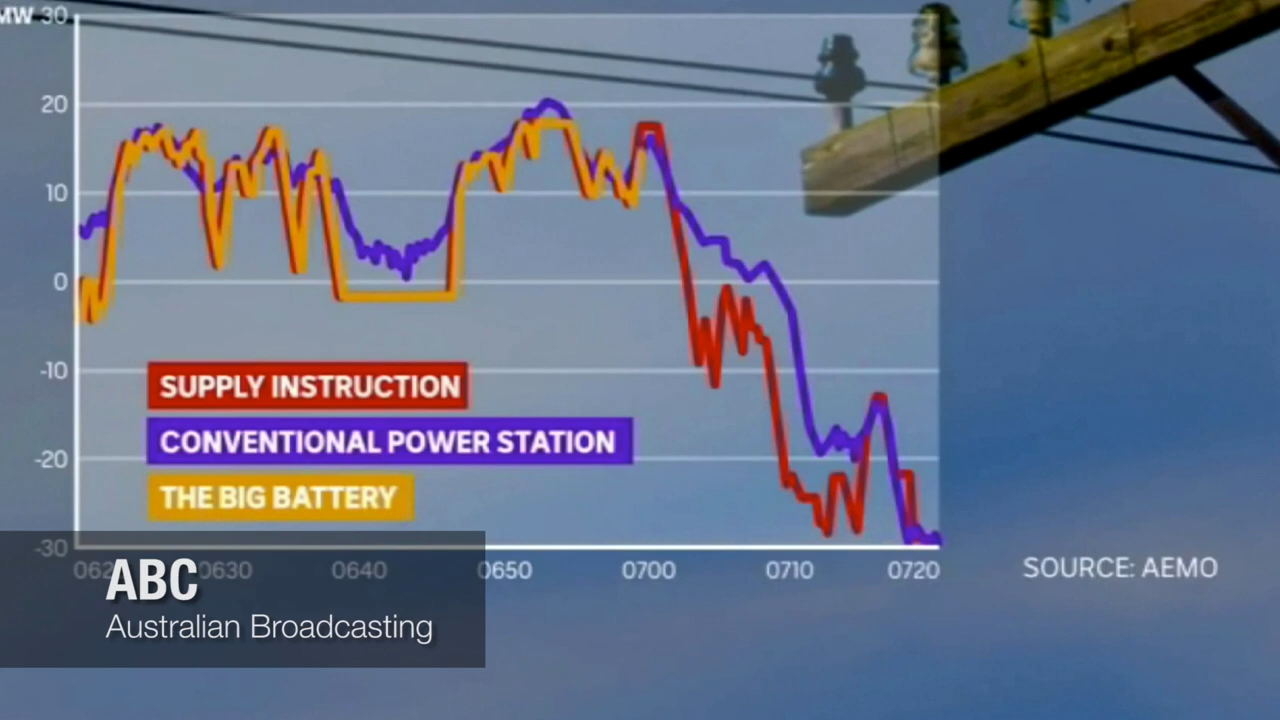 MW 30
20
10
0
-10
-20
-30
SUPPLY INSTRUCTION
CONVENTIONAL POWER STATION
THE BIG BATTERY
0630 0640 0650 0700 0710 0720
SOURCE: AEMO
ABC
Australian Broadcasting